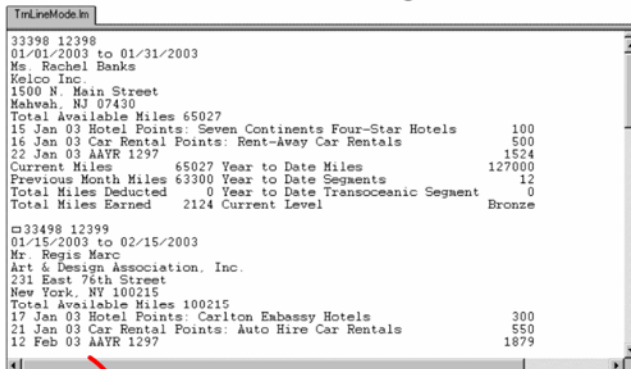 TrnLineMode.lm
33398 12398
01/01/2003 to 01/31/2003
Ms. Rachel Banks
Kelco Inc.
1500 N. Main Street
Mahwah, NJ 07430
Total Available Miles 65027
15 Jan 03 Hotel Points: Seven Continents Four-Star Hotels 100
16 Jan 03 Car Rental Points: Rent-Away Car Rentals 500
22 Jan 03 AAYR 1297 1524
Current Miles 65027 Year to Date Miles 127000
Previous Month Miles 63300 Year to Date Segments 12
Total Miles Deducted 0 Year to Date Transoceanic Segment 0
Total Miles Earned 2124 Current Level Bronze
33498 12399
01/15/2003 to 02/15/2003
Mr. Regis Marc
Art & Design Association, Inc.
231 East 76th Street
New York, NY 100215
Total Available Miles 100215
17 Jan 03 Hotel Points: Carlton Embassy Hotels 300
21 Jan 03 Car Rental Points: Auto Hire Car Rentals 550
12 Feb 03 AAYR 1297 1879